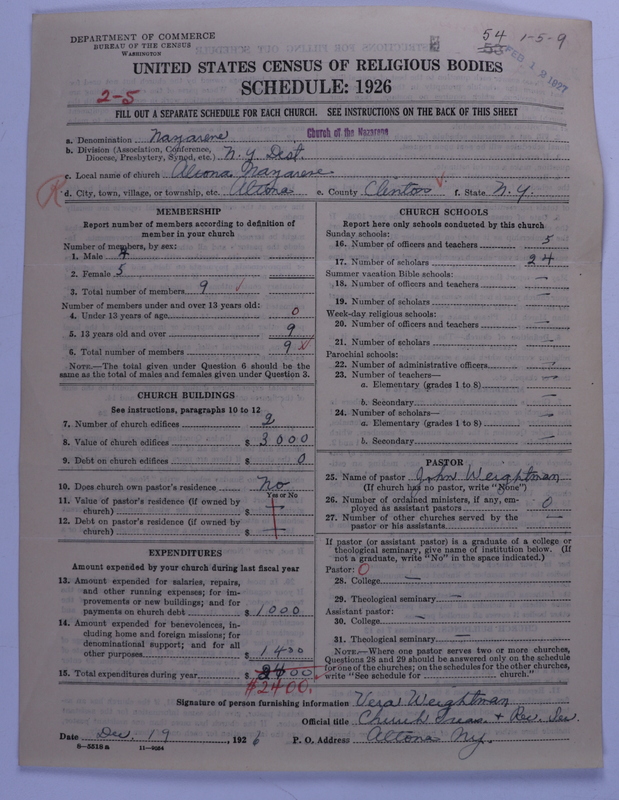 DEPARTMENT OF COMMERCE
BUREAU OF THE CENSUS
WASHINGTON
54 1-5-9
53
FEB 12 1927
UNITED STATES CENSUS OF RELIGIOUS BODIES
SCHEDULE: 1926
2-5
FILL OUT A SEPARATE SCHEDULE FOR EACH CHURCH. SEE INSTRUCTIONS ON THE BACK OF THIS SHEET
a. Denomination Nazarene Church of the Nazarene
b. Division (Association, Conference, Diocese, Presbytery, Synod, etc.) N. Y. Dist.
c. Local name of church Altona Nazarene
R d. City, town, village, or township, etc. Altona e. County Clinton f. State N. Y.
MEMBERSHIP
Report number of members according to definition of
member in your church
Number of members, by sex:
1. Male 4
2. Female 5
3. Total number of members 9
Number of members under and over 13 years old:
4. Under 13 years of age 0
5. 13 years old and over 9
6. Total number of members 9
NOTE.—The total given under Question 6 should be the
same as the total of males and females given under Question 3.
CHURCH BUILDINGS
See instructions, paragraphs 10 to 12
7. Number of church edifices 2
8. Value of church edifices $ 3000
9. Debt on church edifices $ 0
10. Does church own pastor's residence No
Yes or No
11. Value of pastor's residence (if owned by
church) $ —
12. Debt on pastor's residence (if owned by
church) $ —
EXPENDITURES
Amount expended by your church during last fiscal year
13. Amount expended for salaries, repairs,
and other running expenses; for im-
provements or new buildings; and for
payments on church debt $ 1000
14. Amount expended for benevolences, in-
cluding home and foreign missions; for
denominational support; and for all
other purposes $ 1400
15. Total expenditures during year $ 2400
$2400.
CHURCH SCHOOLS
Report here only schools conducted by this church
Sunday schools:
16. Number of officers and teachers 5
17. Number of scholars 24
Summer vacation Bible schools:
18. Number of officers and teachers —
19. Number of scholars —
Week-day religious schools:
20. Number of officers and teachers —
21. Number of scholars —
Parochial schools:
22. Number of administrative officers —
23. Number of teachers—
a. Elementary (grades 1 to 8) —
b. Secondary —
24. Number of scholars—
a. Elementary (grades 1 to 8) —
b. Secondary —
PASTOR
25. Name of pastor John Weightman
(If church has no pastor, write "None")
26. Number of ordained ministers, if any, em-
ployed as assistant pastors 0
27. Number of other churches served by the
pastor or his assistants —
If pastor (or assistant pastor) is a graduate of a college or
theological seminary, give name of institution below. (If
not a graduate, write "No" in the space indicated.)
Pastor: 0
28. College —
29. Theological seminary —
Assistant pastor:
30. College —
31. Theological seminary —
NOTE.—Where one pastor serves two or more churches,
Questions 28 and 29 should be answered only on the schedule
for one of the churches; on the schedules for the other churches,
write "See schedule for church."
Signature of person furnishing information Vera Weightman
Official title Church Treas. + Rec. Sec.
Date Dec. 19, 1926 P. O. Address Altona N.Y.
8—5518a 11—9024